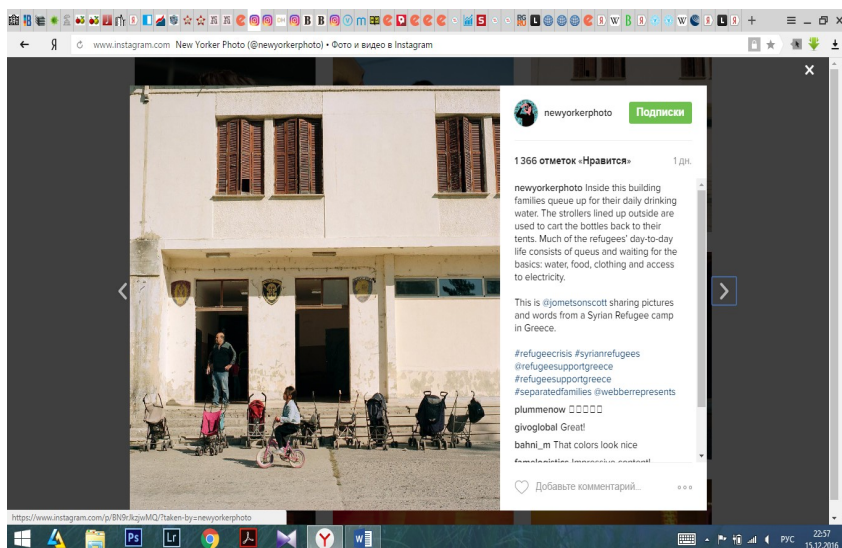 www.instagram.com New Yorker Photo (@newyorkerphoto) • Фото и видео в Instagram
newyorkerphoto
Подписки
1 366 отметок «Нравится»
1 дн.
newyorkerphoto Inside this building
families queue up for their daily drinking
water. The strollers lined up outside are
used to cart the bottles back to their
tents. Much of the refugees' day-to-day
life consists of queus and waiting for the
basics: water, food, clothing and access
to electricity.
This is @jometsonscott sharing pictures
and words from a Syrian Refugee camp
in Greece.
#refugeecrisis #syrianrefugees
@refugeesupportgreece
#refugeesupportgreece
#separatedfamilies @webberrepresents
plummenow
givoglobal Great!
bahni_m That colors look nice
Impressive content!
Добавьте комментарий...
https://www.instagram.com/p/BN9rJkzjwMQ/?taken-by=newyorkerphoto
Ps
Lr
РУС
22:57
15.12.2016